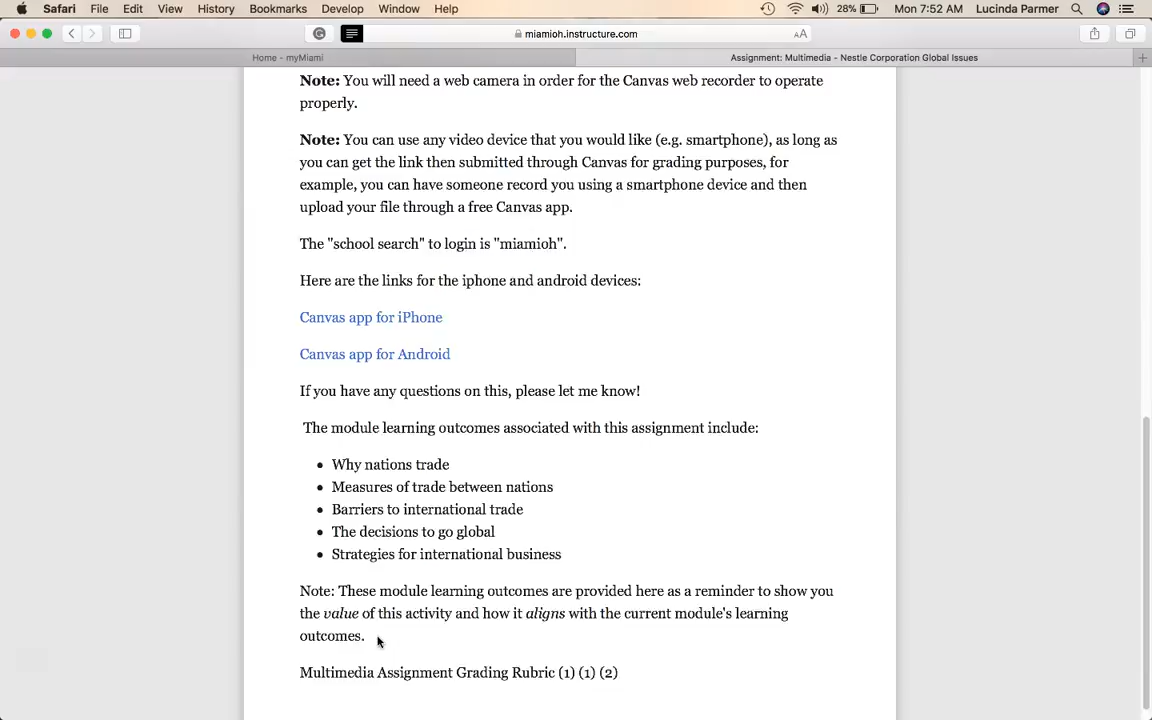 Safari File Edit View History Bookmarks Develop Window Help 28% Mon 7:52 AM Lucinda Parmer
miamioh.instructure.com AA
Home - myMiami Assignment: Multimedia - Nestle Corporation Global Issues
Note: You will need a web camera in order for the Canvas web recorder to operate
properly.
Note: You can use any video device that you would like (e.g. smartphone), as long as
you can get the link then submitted through Canvas for grading purposes, for
example, you can have someone record you using a smartphone device and then
upload your file through a free Canvas app.
The "school search" to login is "miamioh".
Here are the links for the iphone and android devices:
Canvas app for iPhone
Canvas app for Android
If you have any questions on this, please let me know!
The module learning outcomes associated with this assignment include:
• Why nations trade
• Measures of trade between nations
• Barriers to international trade
• The decisions to go global
• Strategies for international business
Note: These module learning outcomes are provided here as a reminder to show you
the value of this activity and how it aligns with the current module's learning
outcomes.
Multimedia Assignment Grading Rubric (1) (1) (2)